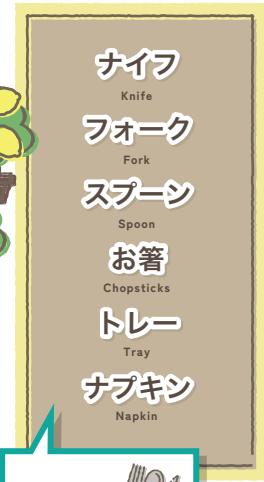 ナイフ
Knife
フォーク
Fork
スプーン
Spoon
お箸
Chopsticks
トレー
Tray
ナプキン
Napkin